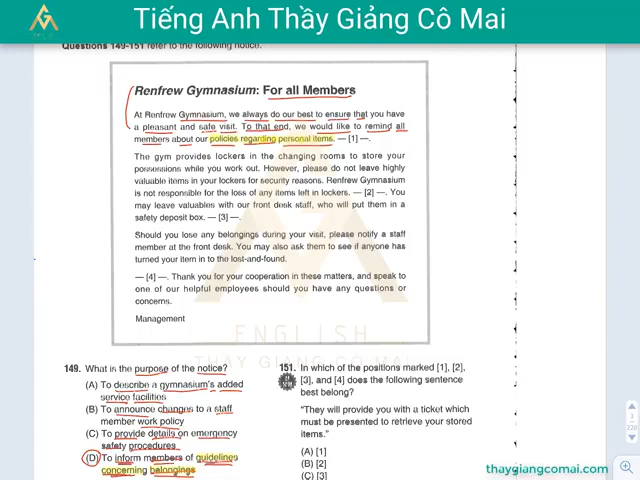 Tiếng Anh Thầy Giảng Cô Mai
Questions 149-151 refer to the following notice.
Renfrew Gymnasium: For all Members
At Renfrew Gymnasium, we always do our best to ensure that you have
a pleasant and safe visit. To that end, we would like to remind all
members about our policies regarding personal items. — [1] —.
The gym provides lockers in the changing rooms to store your
possessions while you work out. However, please do not leave highly
valuable items in your lockers for security reasons. Renfrew Gymnasium
is not responsible for the loss of any items left in lockers. — [2] —. You
may leave valuables with our front desk staff, who will put them in a
safety deposit box. — [3] —.
Should you lose any belongings during your visit, please notify a staff
member at the front desk. You may also ask them to see if anyone has
turned your item in to the lost-and-found.
— [4] —. Thank you for your cooperation in these matters, and speak to
one of our helpful employees should you have any questions or
concerns.
Management
ENGLISH
THAY GIANG CO MAI
149. What is the purpose of the notice?
(A) To describe a gymnasium's added
service facilities
(B) To announce changes to a staff
member work policy
(C) To provide details on emergency
safety procedures
(D) To inform members of guidelines
concerning belongings
151. In which of the positions marked [1], [2],
[3], and [4] does the following sentence
best belong?
"They will provide you with a ticket which
must be presented to retrieve your stored
items."
(A) [1]
(B) [2]
(C) [3]
3
220
thaygiangcomai.com